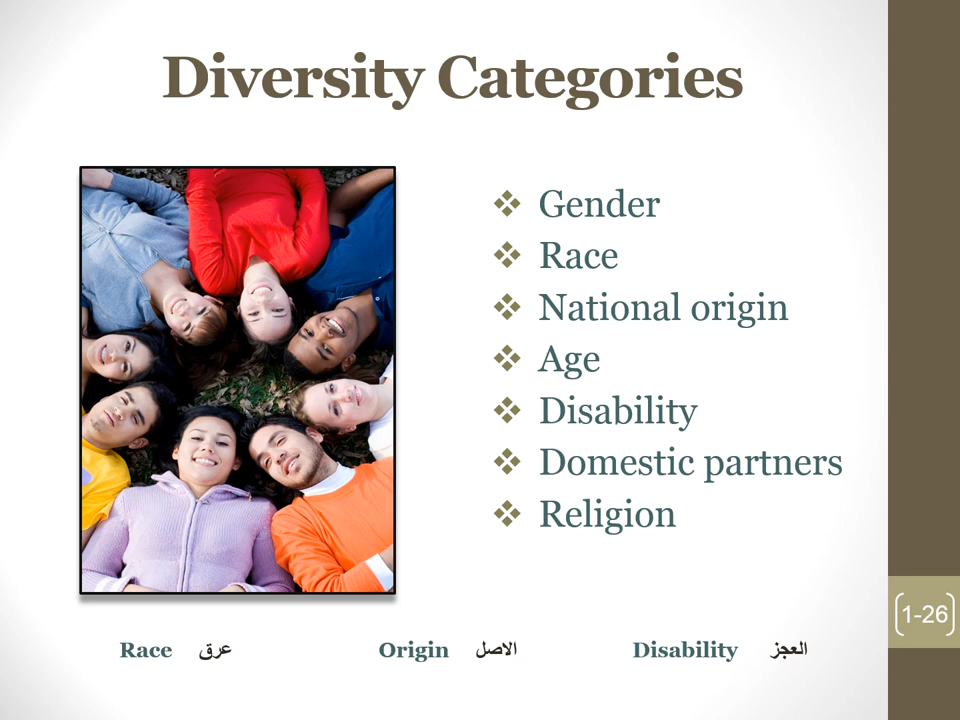 Diversity Categories
❖ Gender
❖ Race
❖ National origin
❖ Age
❖ Disability
❖ Domestic partners
❖ Religion
1-26
Race عرق Origin الاصل Disability العجز